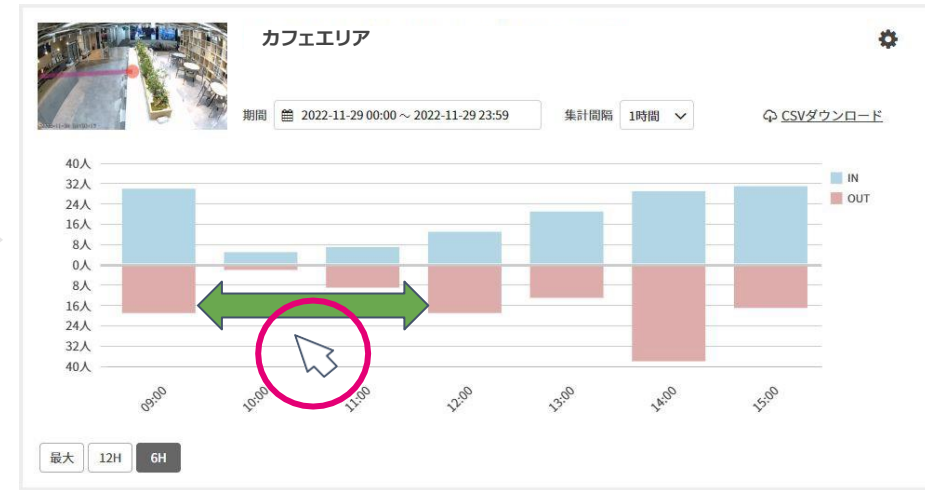 カフェエリア
期間 2022-11-29 00:00 ～ 2022-11-29 23:59 集計間隔 1時間 CSVダウンロード
40人
32人
24人
16人
8人
0人
8人
16人
24人
32人
40人
IN
OUT
09:00 10:00 11:00 12:00 13:00 14:00 15:00
最大 12H 6H